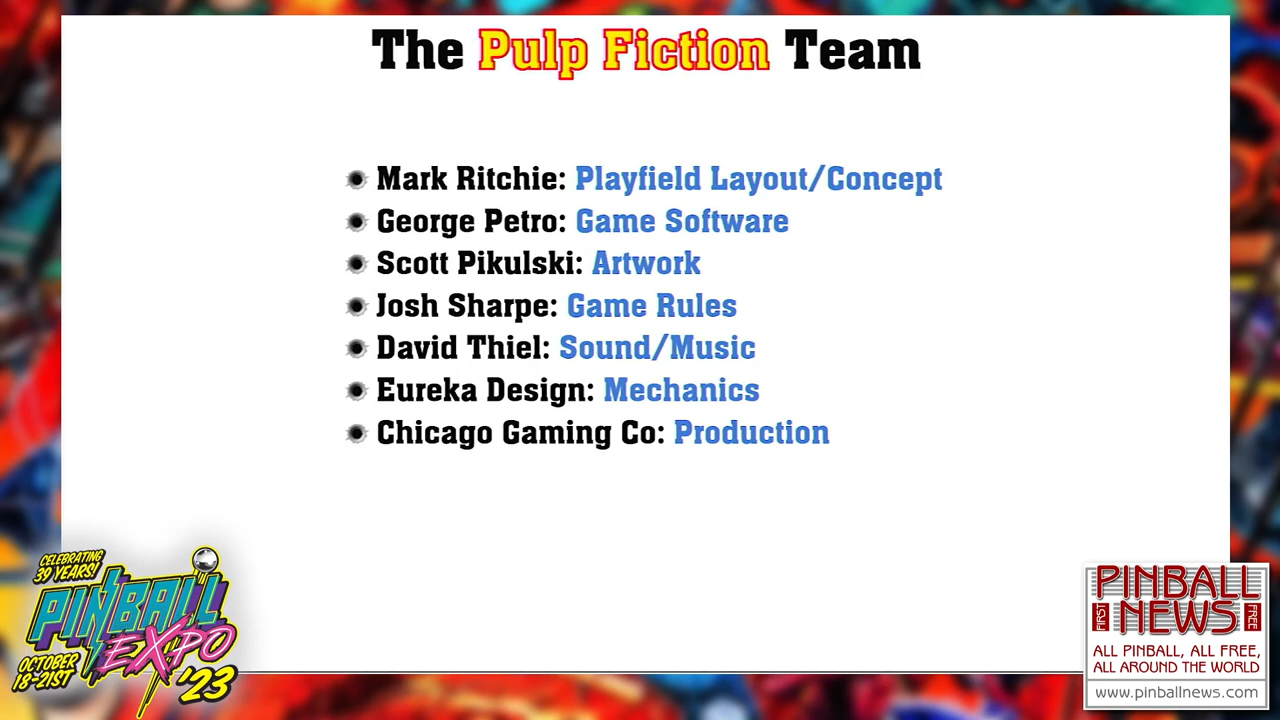 The Pulp Fiction Team
Mark Ritchie: Playfield Layout/Concept
George Petro: Game Software
Scott Pikulski: Artwork
Josh Sharpe: Game Rules
David Thiel: Sound/Music
Eureka Design: Mechanics
Chicago Gaming Co: Production
CELEBRATING
39 YEARS!
PINBALL
EXPO
OCTOBER
18-21ST
'23
PINBALL
FIRST NEWS FREE
ALL PINBALL, ALL FREE,
ALL AROUND THE WORLD
www.pinballnews.com